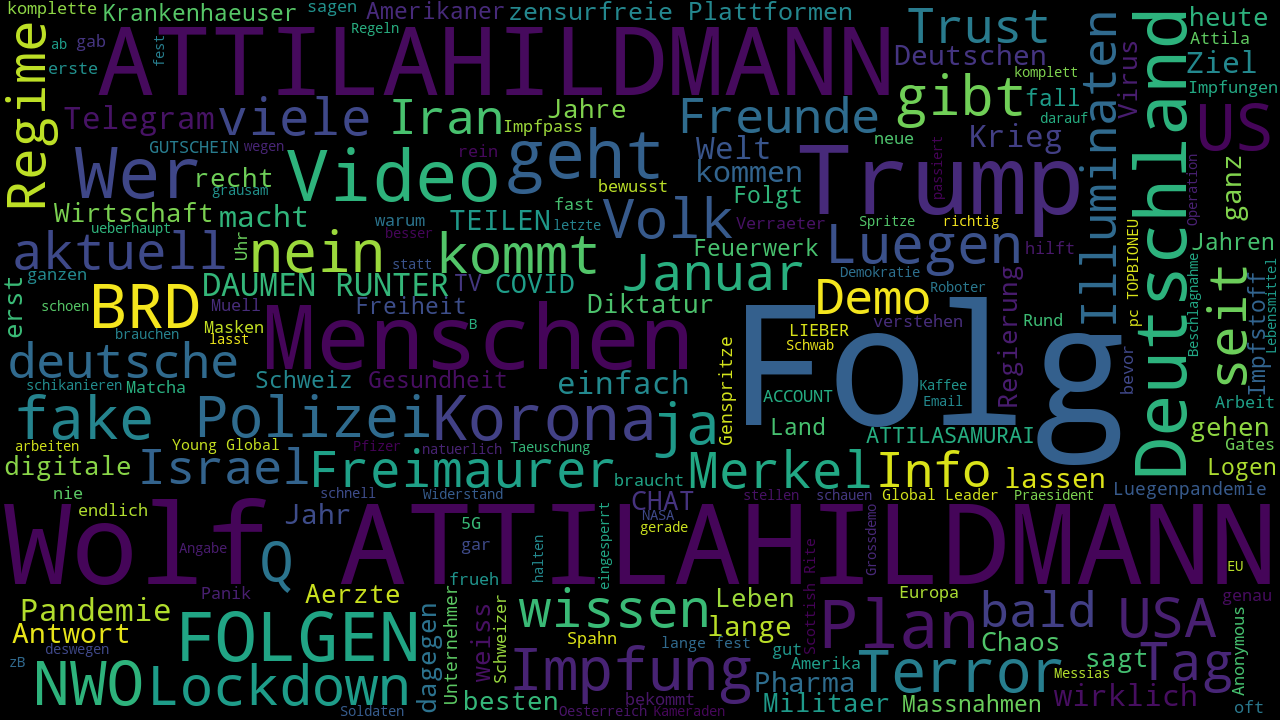 komplette
Krankenhaeuser
sagen
Amerikaner
zensurfreie Plattformen
Trust
heute
Regime
ab
gab
fest
Regeln
ATTILAHILDMANN
Deutschen
Illuminaten
Virus
Deutschland
Attila
Ziel
erste
komplett
Impfungen
gibt
fall
darauf
US
Telegram
viele
Iran
Impfpass
Jahre
Freunde
neue
Krieg
GUTSCHEIN
wegen
Wer
recht
grausam
Video
rein
geht
bewusst
Welt
kommen
Folgt
Trump
passiert
Operation
ganz
Wirtschaft
macht
ueberhaupt
warum
besser
TEILEN
fast
letzte
Volk
Verraeter
Spritze
richtig
Luegen
hilft
pc TOPBIONEU
Jahren
aktuell
Uhr
nein
statt
kommt
Feuerwerk
Demokratie
Roboter
Beschlagnahme
seit
Lebensmittel
ganzen
erst
DAUMEN RUNTER
TV
COVID
Januar
Demo
schoen
BRD
Muell
Freiheit
Diktatur
LIEBER
verstehen
Regierung
Rund
Impfstoff
brauchen
Masken
lasst
Menschen
B
Genspritze
Schwab
Folg
bevor
deutsche
schikanieren
Matcha
Schweiz
Gesundheit
einfach
ACCOUNT
Kaffee
Email
Arbeit
fake
Polizei
Korona
ja
Land
ATTILASAMURAI
gehen
Gates
arbeiten
Young Global
Pfizer
natuerlich
Taeuschung
digitale
Israel
Freimaurer
braucht
Merkel
Info
lassen
Logen
nie
schnell
Widerstand
CHAT
stellen
schauen
Global Leader
Praesident
Luegenpandemie
endlich
Jahr
5G
NASA
gerade
Wolf
ATTILAHILDMANN
Angabe
Q
gar
halten
eingesperrt
Scottish Rite
Grossdemo
EU
Panik
Aerzte
frueh
Leben
Europa
genau
Pandemie
Antwort
deswegen
zB
FOLGEN
dagegen
Unternehmer
weiss
Schweizer
wissen
Spahn
lange
lange fest
gut
Plan
bald
Chaos
USA
sagt
Anonymous
NWO
Lockdown
Soldaten
besten
Impfung
bekommt
Oesterreich
Kameraden
Pharma
Amerika
Militaer
Terror
Massnahmen
Messias
wirklich
Tag
oft